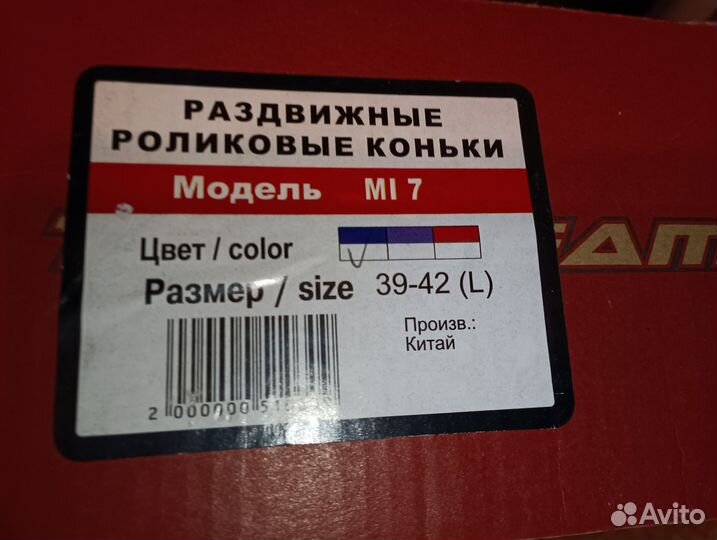 РАЗДВИЖНЫЕ
РОЛИКОВЫЕ КОНЬКИ
Модель MI 7
Цвет / color
Размер / size 39-42 (L)
Произв.:
Китай
Avito